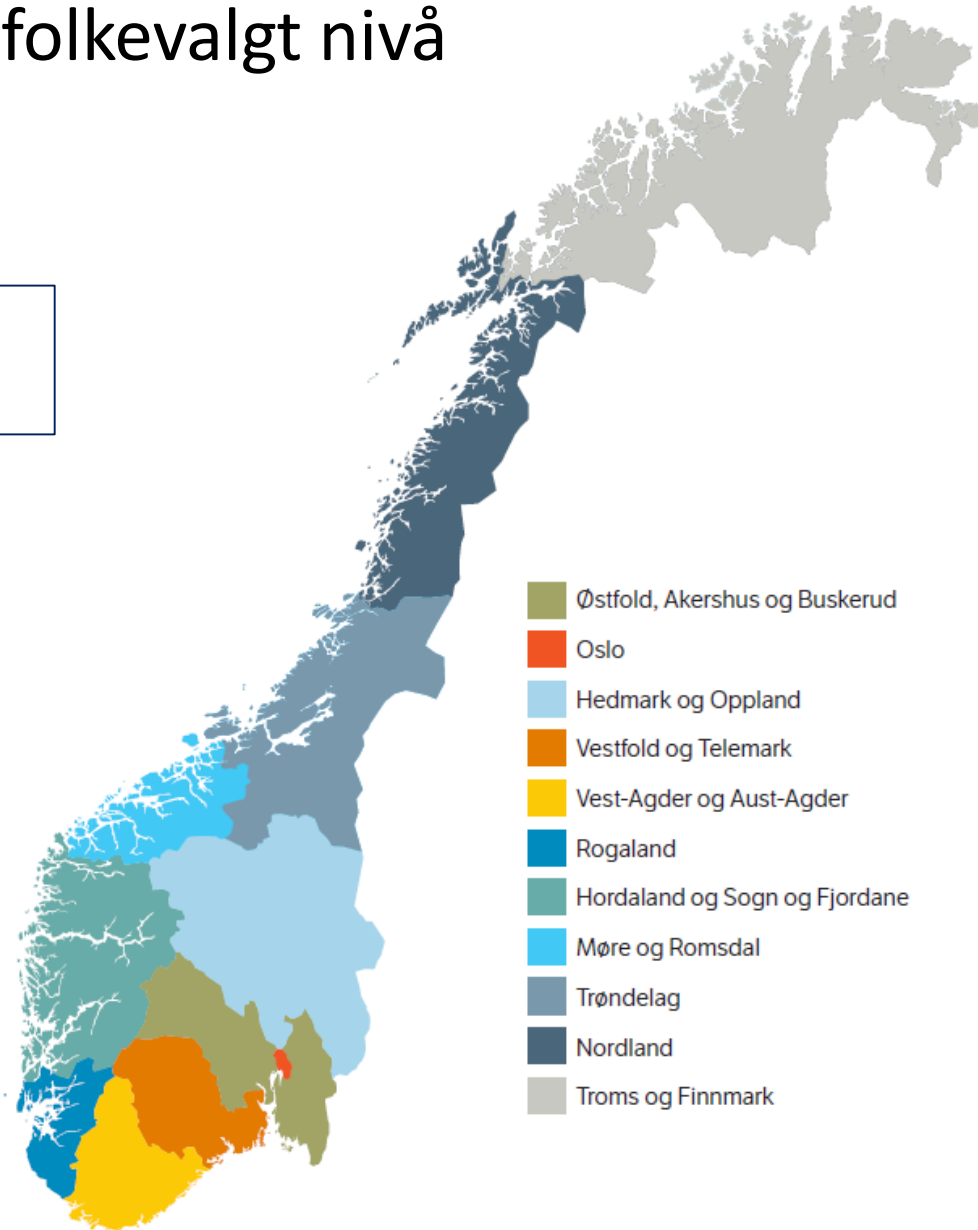 folkevalgt nivå
Østfold, Akershus og Buskerud
Oslo
Hedmark og Oppland
Vestfold og Telemark
Vest-Agder og Aust-Agder
Rogaland
Hordaland og Sogn og Fjordane
Møre og Romsdal
Trøndelag
Nordland
Troms og Finnmark